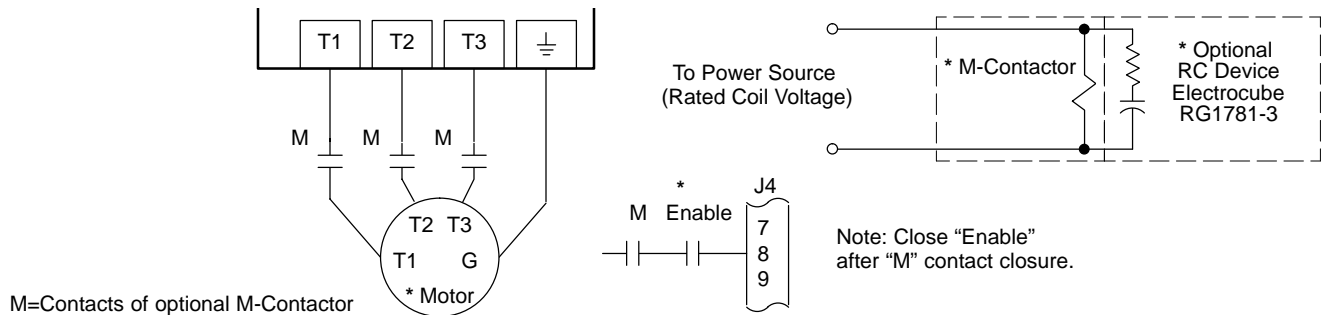 T1 T2 T3
M M M
T2 T3
T1 G
* Motor
M=Contacts of optional M-Contactor
To Power Source
(Rated Coil Voltage)
* M-Contactor
* Optional
RC Device
Electrocube
RG1781-3
*
M Enable
J4
7
8
9
Note: Close “Enable”
after “M” contact closure.